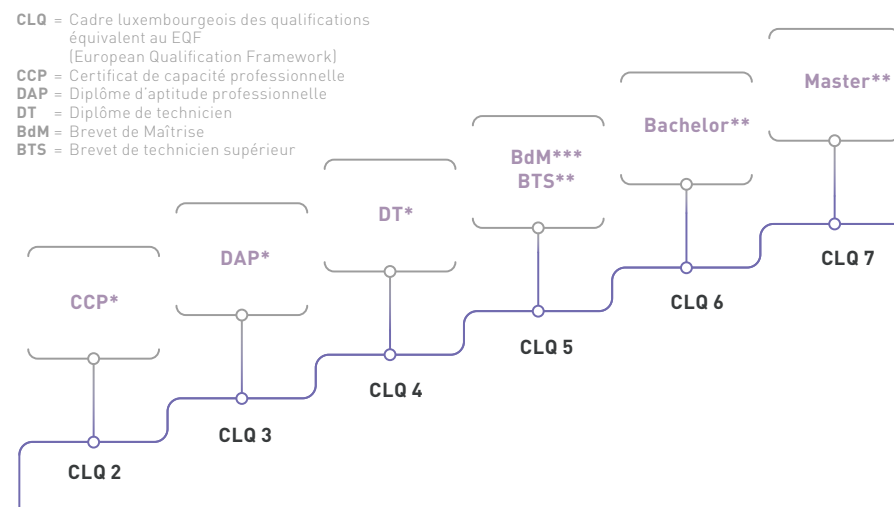 CLQ = Cadre luxembourgeois des qualifications
équivalent au EQF
(European Qualification Framework)
CCP = Certificat de capacité professionnelle
DAP = Diplôme d'aptitude professionnelle
DT = Diplôme de technicien
BdM = Brevet de Maîtrise
BTS = Brevet de technicien supérieur
Master**
Bachelor**
BdM***
BTS**
DT*
DAP*
CCP*
CLQ 7
CLQ 6
CLQ 5
CLQ 4
CLQ 3
CLQ 2